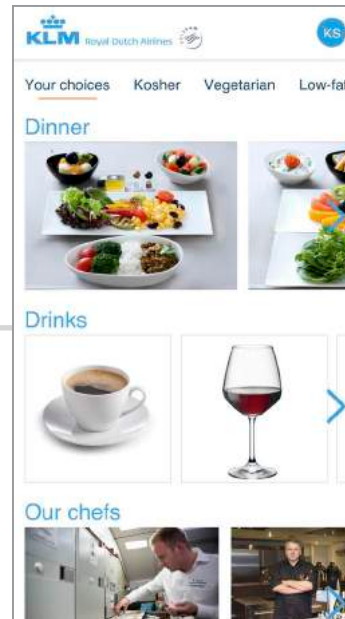 KLM Royal Dutch Airlines
KS
Your choices Kosher Vegetarian Low-fat
Dinner
Drinks
Our chefs